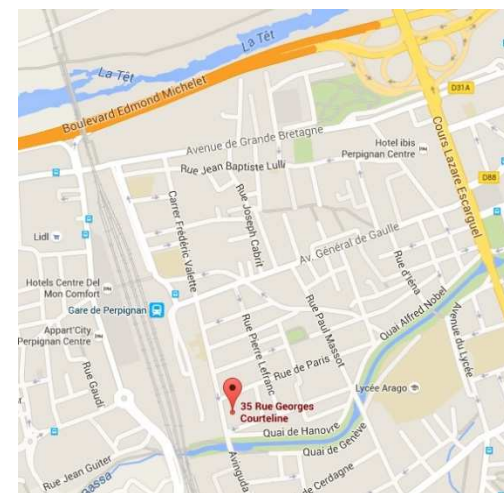 La Têt
La Têt
Boulevard Edmond Michelet
D31A
Avenue de Grande Bretagne
Hotel ibis
Perpignan Centre
Rue Jean Baptiste Lulli
Cours Lazare Escarguel
D88
Carrer Frédéric Valette
Rue Joseph Cabrit
Lidl
Av. Général de Gaulle
Rue d'Iéna
Hotels Centre Del
Mon Comfort
Gare de Perpignan
Quai Alfred Nobel
Appart'City
Perpignan Centre
Rue Pierre Lefranc
Rue Paul Massot
Avenue du Lycée
Rue de Paris
Rue Gaudí
Lycée Arago
35 Rue Georges
Courteline
Quai de Hanovre
Quai de Genève
Rue Jean Guiter
Avinguda
de Cerdagne